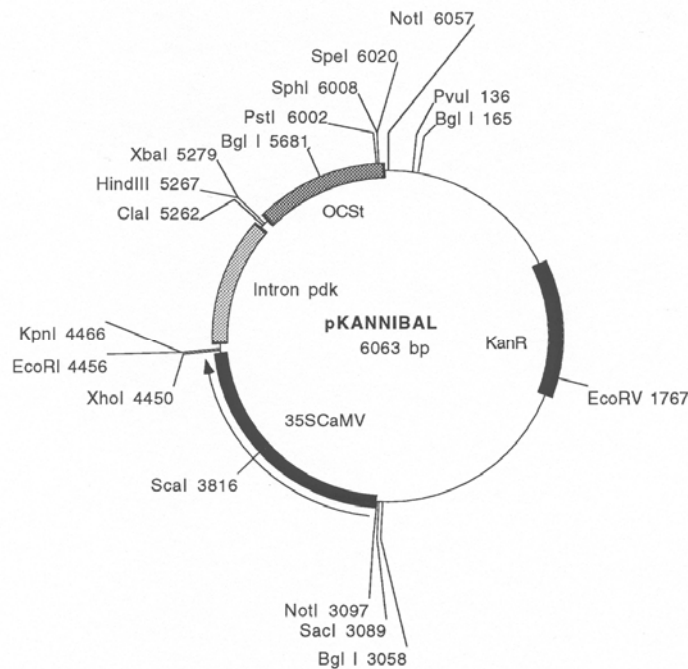 NotI 6057
SpeI 6020
SphI 6008
PstI 6002
Bgl I 5681
PvuI 136
Bgl I 165
XbaI 5279
HindIII 5267
ClaI 5262
OCSt
Intron pdk
pKANNIBAL
6063 bp
KanR
KpnI 4466
EcoRI 4456
XhoI 4450
EcoRV 1767
35SCaMV
ScaI 3816
NotI 3097
SacI 3089
Bgl I 3058